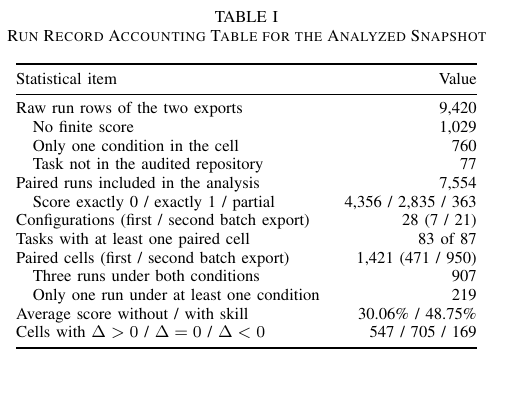 TABLE I
RUN RECORD ACCOUNTING TABLE FOR THE ANALYZED SNAPSHOT
Statistical item Value
Raw run rows of the two exports 9,420
No finite score 1,029
Only one condition in the cell 760
Task not in the audited repository 77
Paired runs included in the analysis 7,554
Score exactly 0 / exactly 1 / partial 4,356 / 2,835 / 363
Configurations (first / second batch export) 28 (7 / 21)
Tasks with at least one paired cell 83 of 87
Paired cells (first / second batch export) 1,421 (471 / 950)
Three runs under both conditions 907
Only one run under at least one condition 219
Average score without / with skill 30.06% / 48.75%
Cells with Δ > 0 / Δ = 0 / Δ < 0 547 / 705 / 169